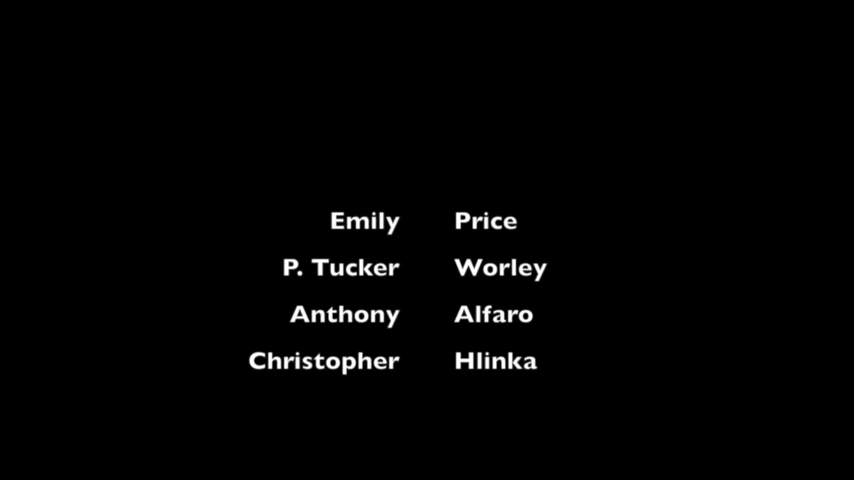 Emily Price
P. Tucker Worley
Anthony Alfaro
Christopher Hlinka